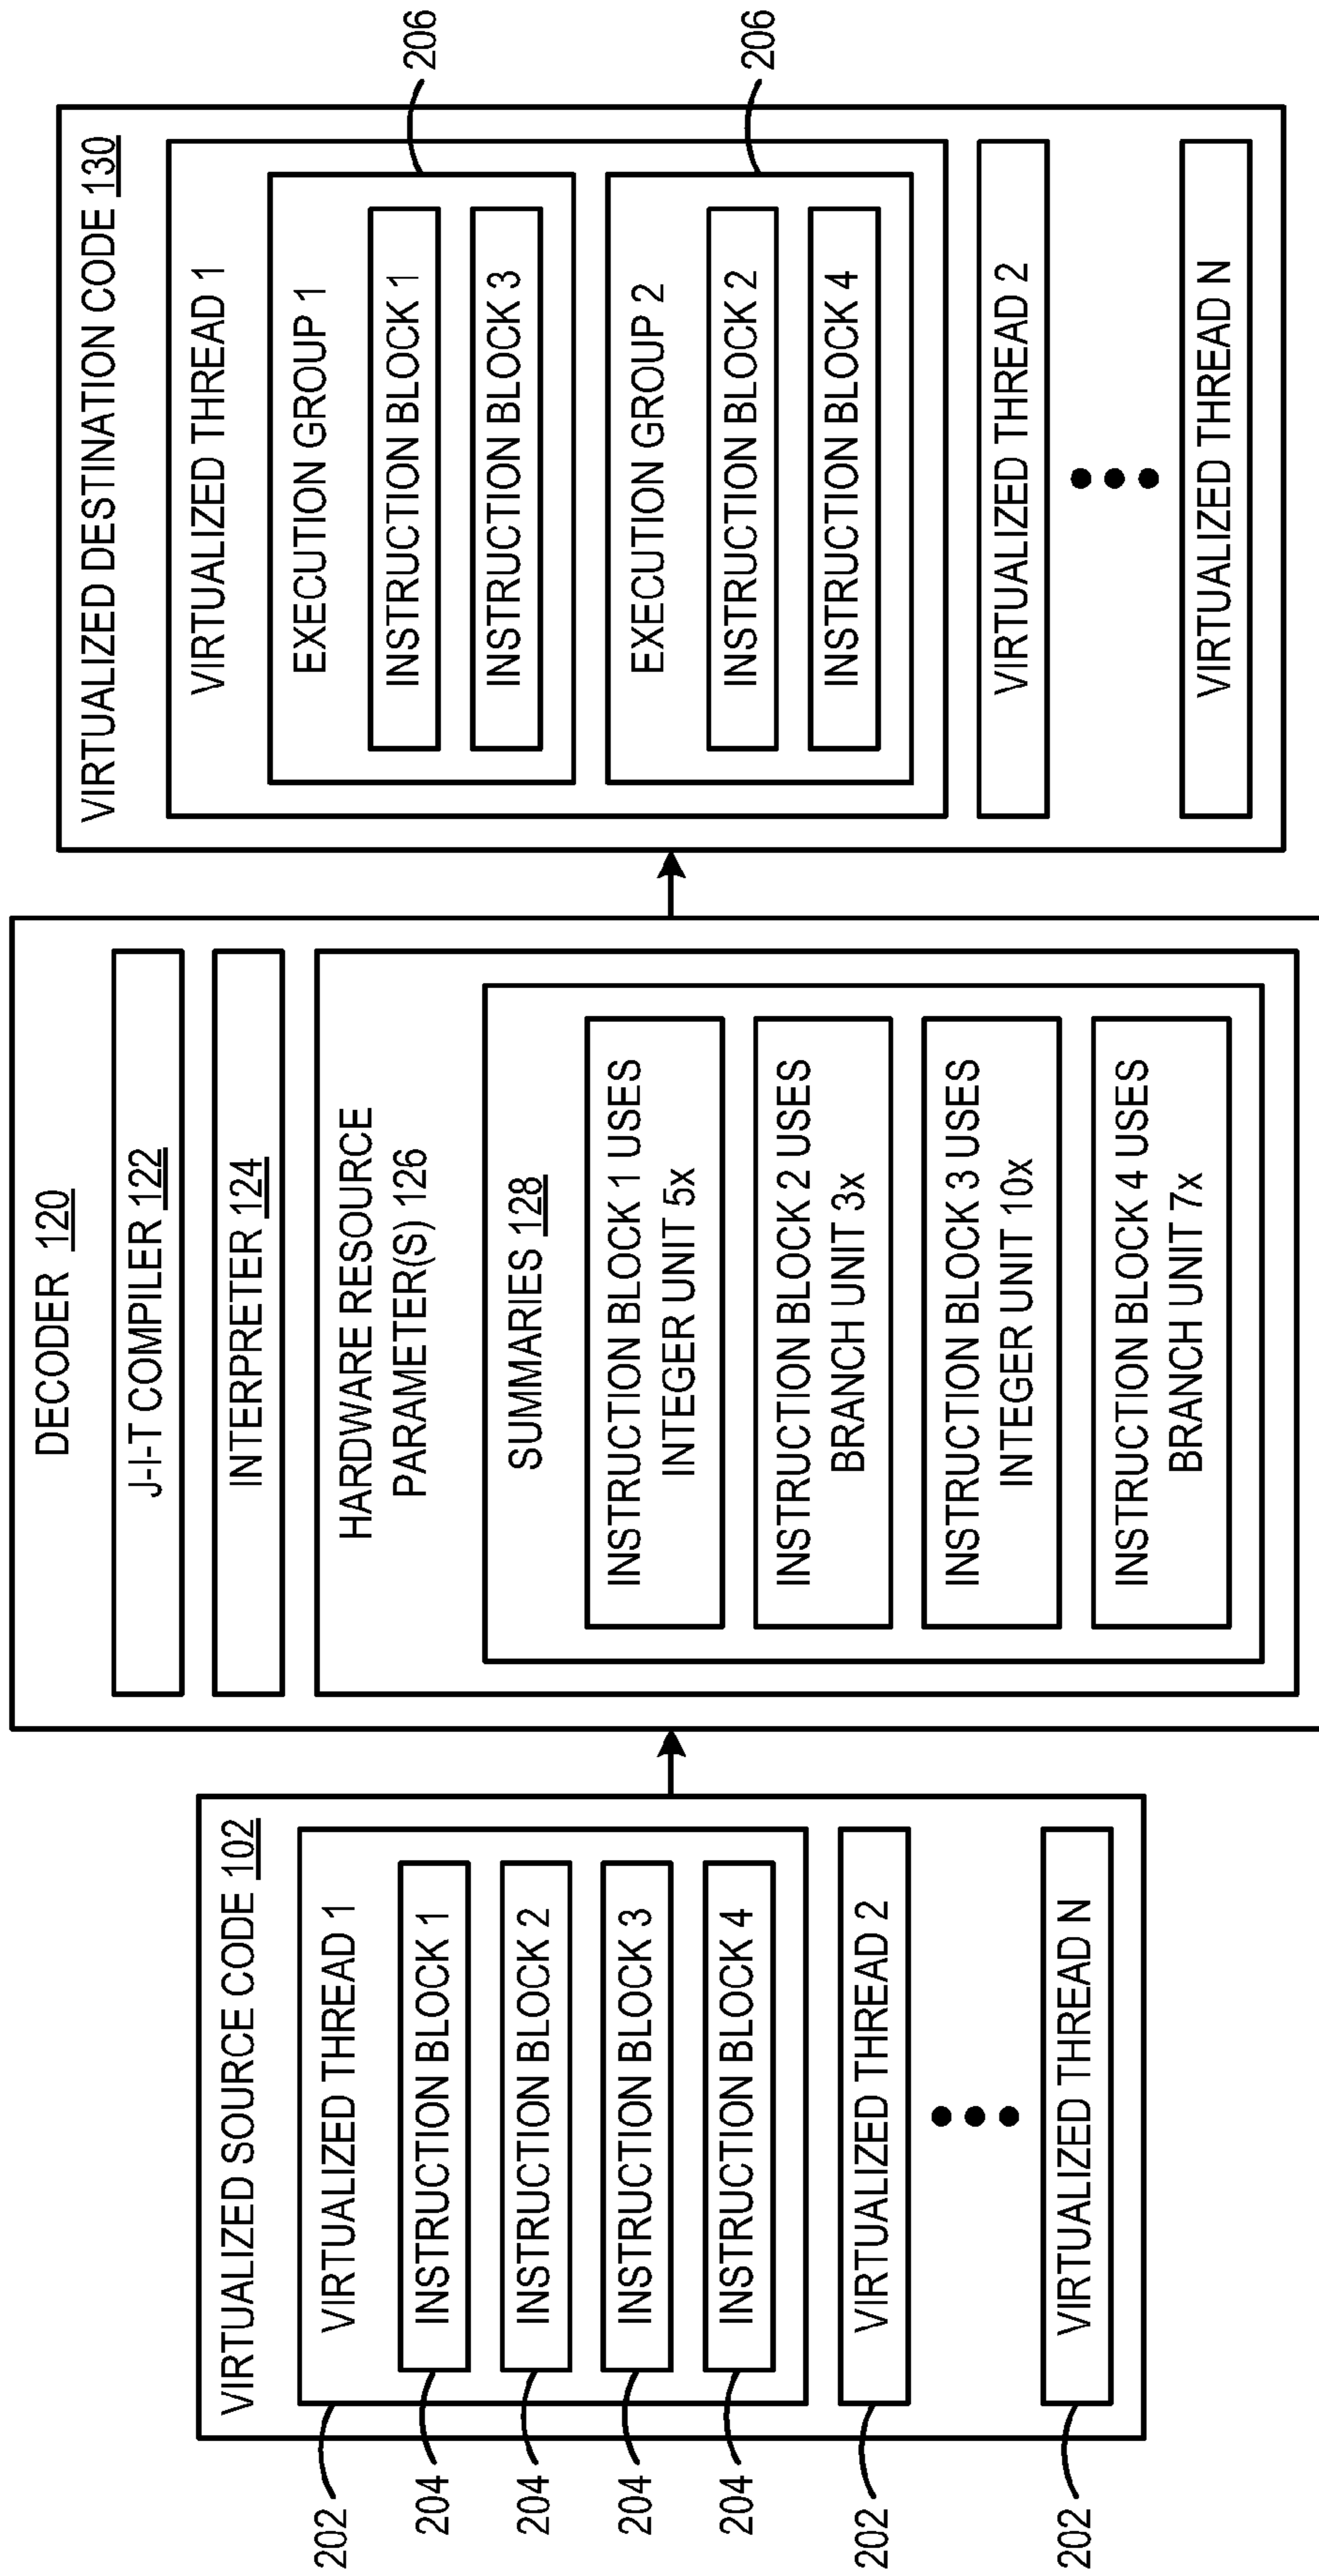 VIRTUALIZED SOURCE CODE 102
VIRTUALIZED THREAD 1
INSTRUCTION BLOCK 1
INSTRUCTION BLOCK 2
INSTRUCTION BLOCK 3
INSTRUCTION BLOCK 4
VIRTUALIZED THREAD 2
VIRTUALIZED THREAD N
202
204
204
204
204
202
202
DECODER 120
J-I-T COMPILER 122
INTERPRETER 124
HARDWARE RESOURCE
PARAMETER(S) 126
SUMMARIES 128
INSTRUCTION BLOCK 1 USES
INTEGER UNIT 5x
INSTRUCTION BLOCK 2 USES
BRANCH UNIT 3x
INSTRUCTION BLOCK 3 USES
INTEGER UNIT 10x
INSTRUCTION BLOCK 4 USES
BRANCH UNIT 7x
VIRTUALIZED DESTINATION CODE 130
VIRTUALIZED THREAD 1
EXECUTION GROUP 1
INSTRUCTION BLOCK 1
INSTRUCTION BLOCK 3
EXECUTION GROUP 2
INSTRUCTION BLOCK 2
INSTRUCTION BLOCK 4
VIRTUALIZED THREAD 2
VIRTUALIZED THREAD N
206
206